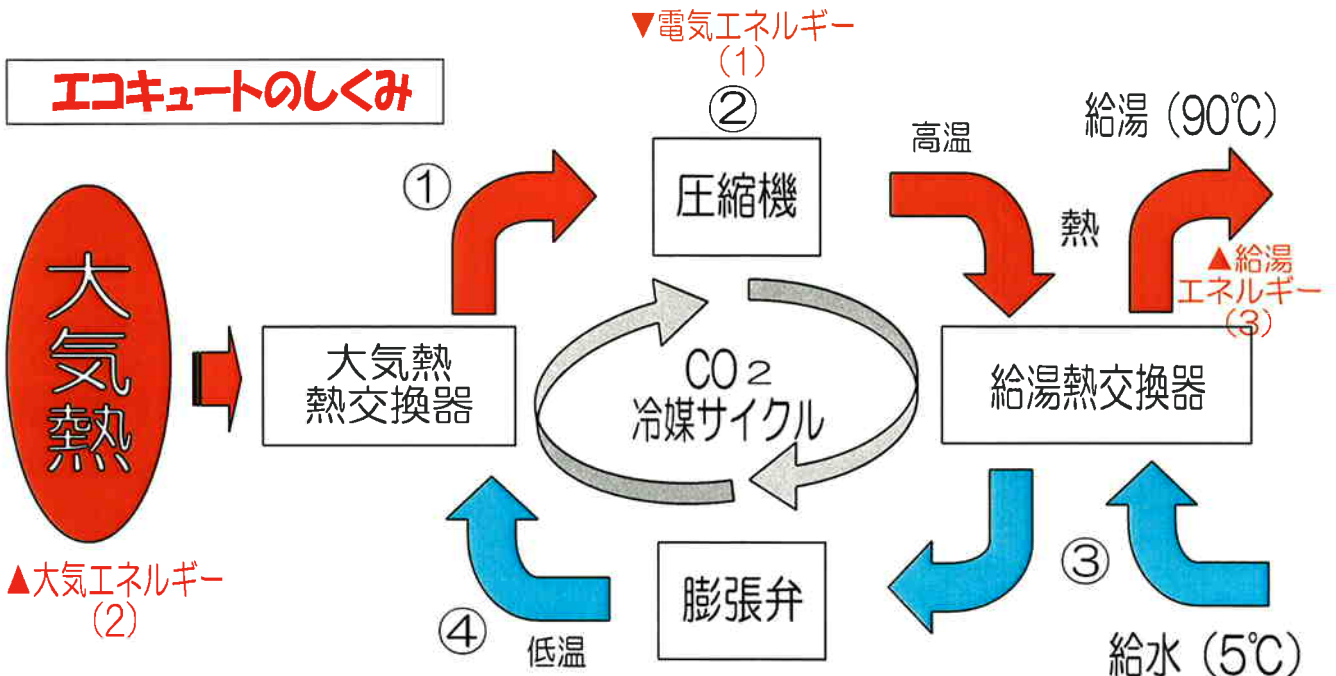 ▼電気エネルギー
(1)
エコキュートのしくみ
②
給湯(90℃)
高温
①
圧縮機
熱
▲給湯
エネルギー
(3)
大気熱
大気熱
熱交換器
CO2
冷媒サイクル
給湯熱交換器
▲大気エネルギー
(2)
膨張弁
③
④
低温
給水(5℃)